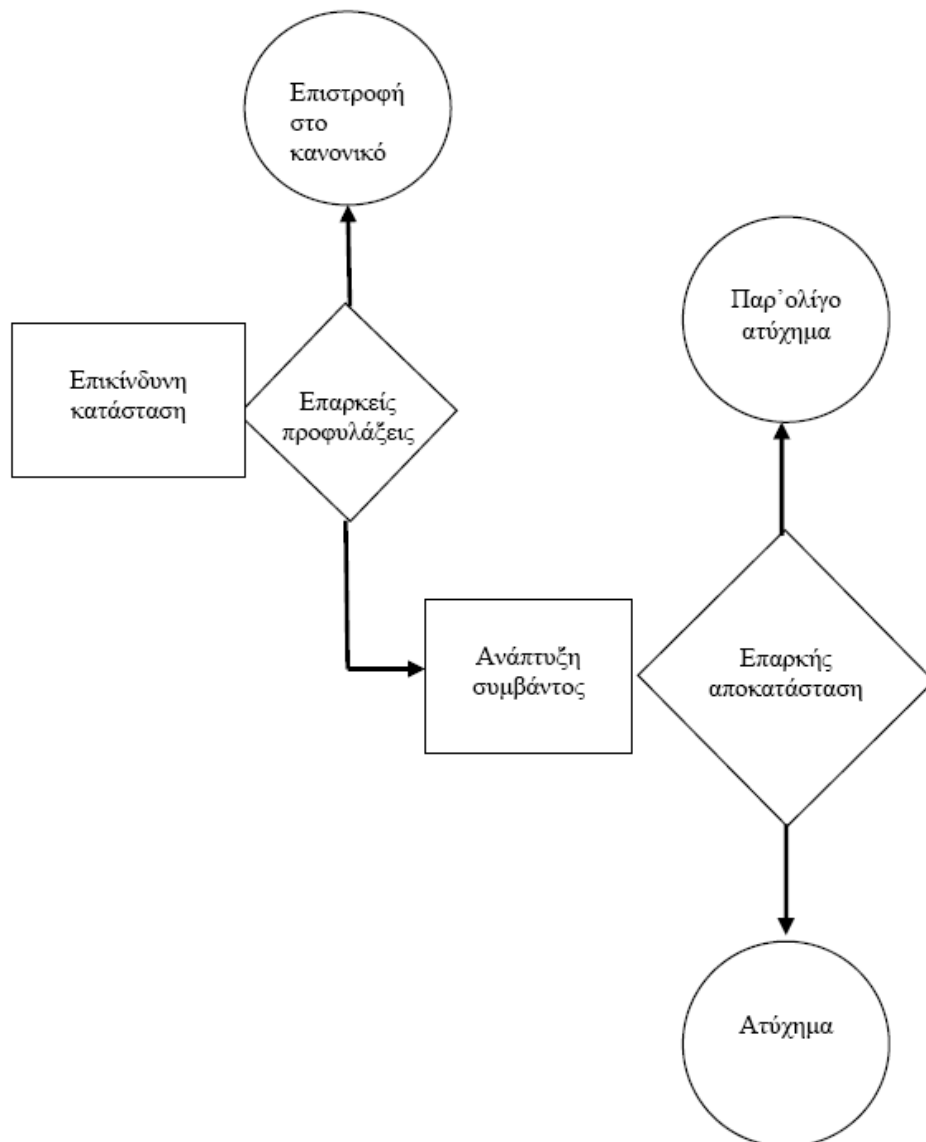 Επιστροφή
στο
κανονικό
Παρ’ολίγο
ατύχημα
Επικίνδυνη
κατάσταση
Επαρκείς
προφυλάξεις
Ανάπτυξη
συμβάντος
Επαρκής
αποκατάσταση
Ατύχημα